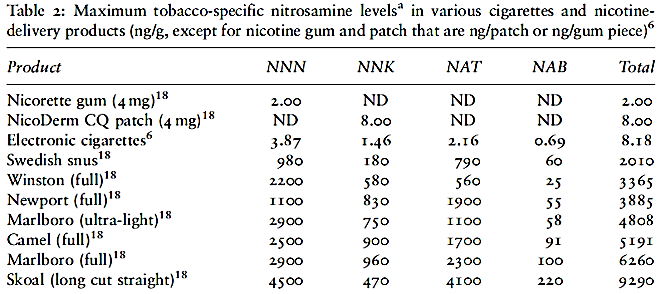 Table 2: Maximum tobacco-specific nitrosamine levelsᵃ in various cigarettes and nicotine-
delivery products (ng/g, except for nicotine gum and patch that are ng/patch or ng/gum piece)⁶
Product NNN NNK NAT NAB Total
Nicorette gum (4 mg)¹⁸ 2.00 ND ND ND 2.00
NicoDerm CQ patch (4 mg)¹⁸ ND 8.00 ND ND 8.00
Electronic cigarettes⁶ 3.87 1.46 2.16 0.69 8.18
Swedish snus¹⁸ 980 180 790 60 2010
Winston (full)¹⁸ 2200 580 560 25 3365
Newport (full)¹⁸ 1100 830 1900 55 3885
Marlboro (ultra-light)¹⁸ 2900 750 1100 58 4808
Camel (full)¹⁸ 2500 900 1700 91 5191
Marlboro (full)¹⁸ 2900 960 2300 100 6260
Skoal (long cut straight)¹⁸ 4500 470 4100 220 9290